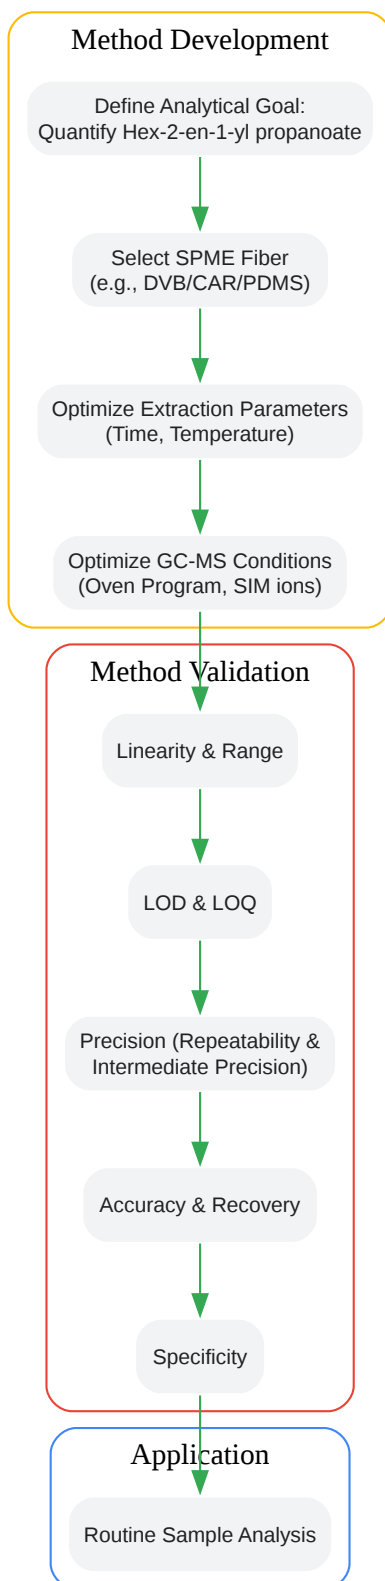 Method Development
Define Analytical Goal:
Quantify Hex-2-en-1-yl propanoate
Select SPME Fiber
(e.g., DVB/CAR/PDMS)
Optimize Extraction Parameters
(Time, Temperature)
Optimize GC-MS Conditions
(Oven Program, SIM ions)
Method Validation
Linearity & Range
LOD & LOQ
Precision (Repeatability &
Intermediate Precision)
Accuracy & Recovery
Specificity
Application
Routine Sample Analysis